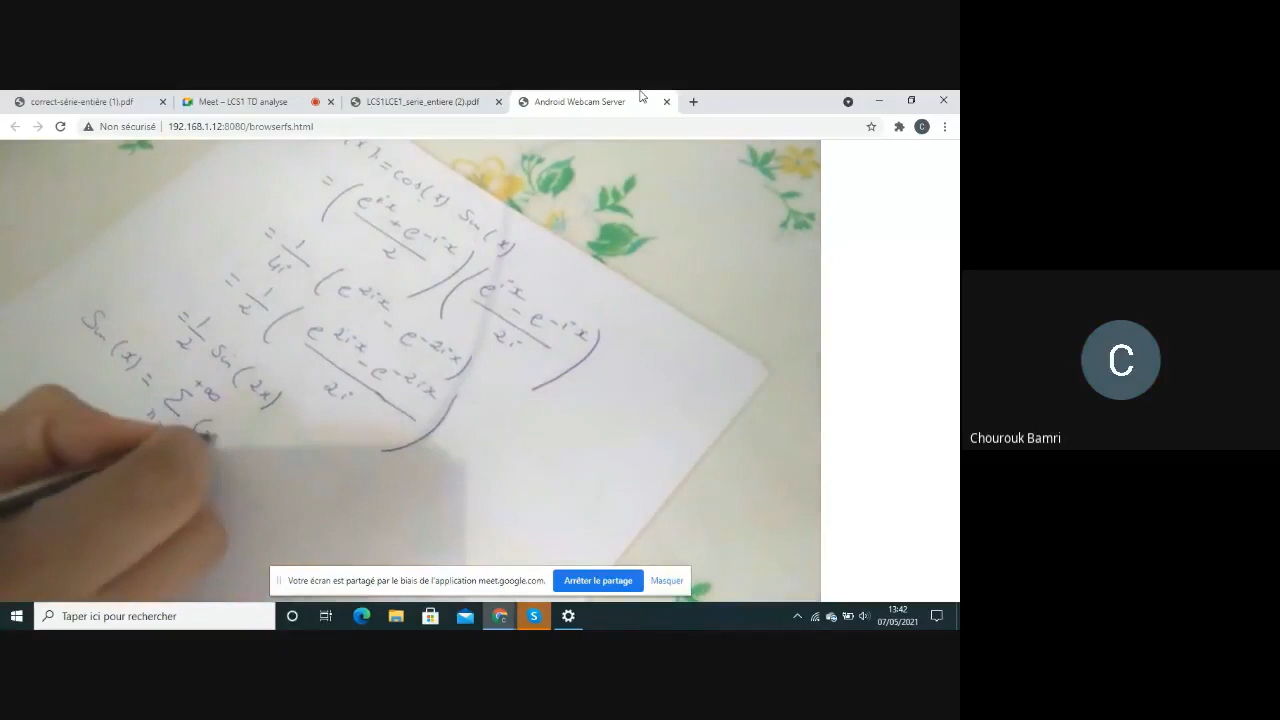 correct-série-entière (1).pdf
Meet – LCS1 TD analyse
LCS1LCE1_serie_entiere (2).pdf
Android Webcam Server
Non sécurisé
192.168.1.12:8080/browserfs.html
= cos(x) sin(x)
= ( (e^{ix} + e^{-ix}) / 2 ) ( (e^{ix} - e^{-ix}) / 2i )
= 1/4i ( e^{2ix} - e^{-2ix} )
= 1/2 ( (e^{2ix} - e^{-2ix}) / 2i )
= 1/2 Sin(2x)
Sin(x) = Σ +∞
C
Chourouk Bamri
Votre écran est partagé par le biais de l'application meet.google.com.
Arrêter le partage
Masquer
Taper ici pour rechercher
13:42
07/05/2021